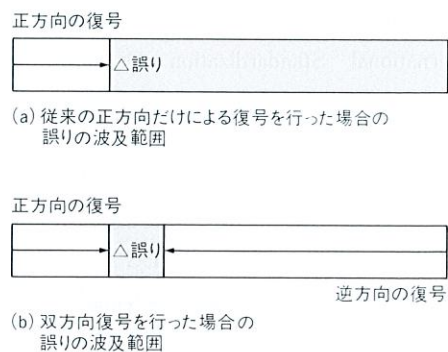 正方向の復号
△誤り
(a) 従来の正方向だけによる復号を行った場合の
誤りの波及範囲
正方向の復号
△誤り
逆方向の復号
(b) 双方向復号を行った場合の
誤りの波及範囲